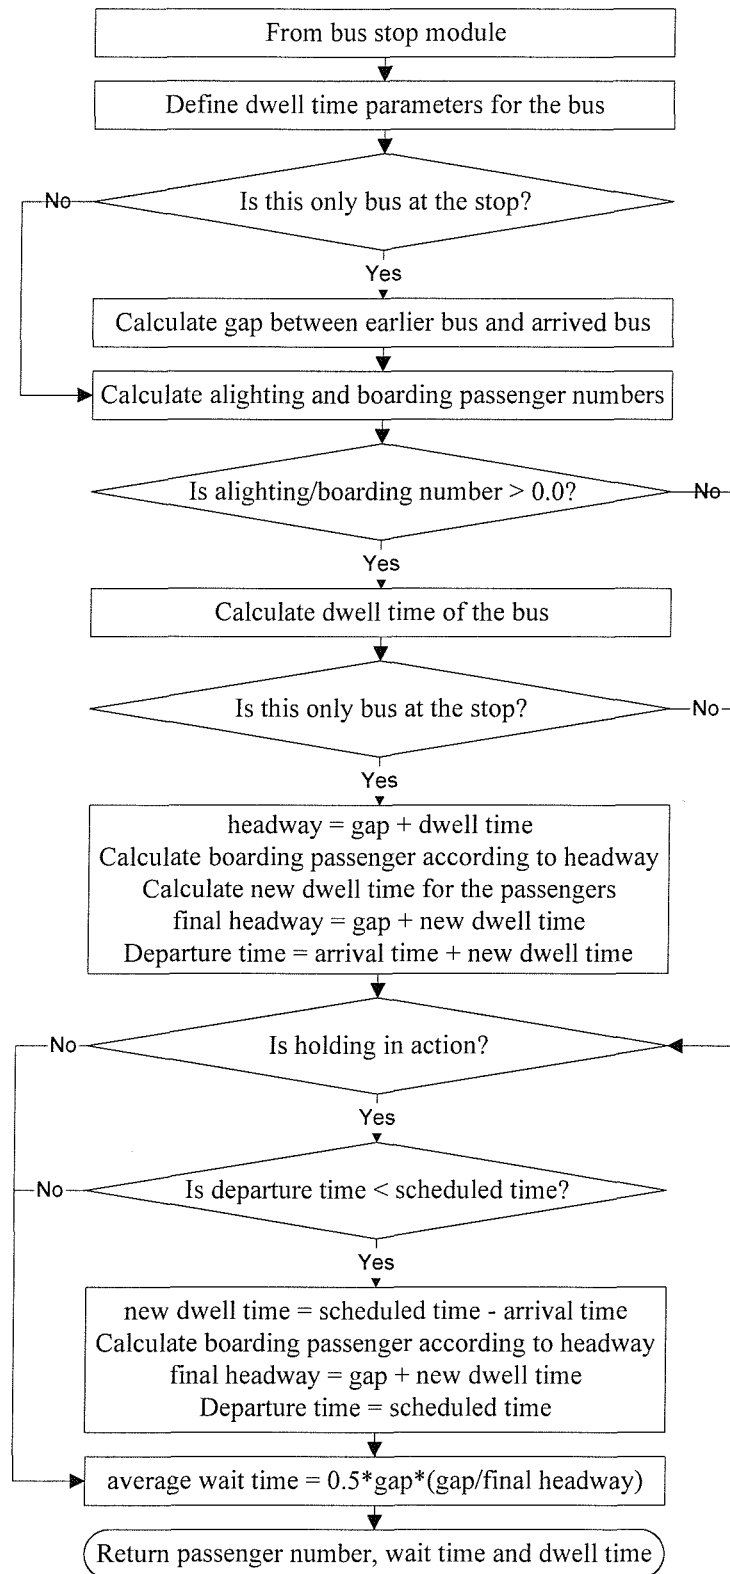 From bus stop module
Define dwell time parameters for the bus
No
Is this only bus at the stop?
Yes
Calculate gap between earlier bus and arrived bus
Calculate alighting and boarding passenger numbers
Is alighting/boarding number > 0.0?
No
Yes
Calculate dwell time of the bus
Is this only bus at the stop?
No
Yes
headway = gap + dwell time
Calculate boarding passenger according to headway
Calculate new dwell time for the passengers
final headway = gap + new dwell time
Departure time = arrival time + new dwell time
No
Is holding in action?
Yes
No
Is departure time < scheduled time?
Yes
new dwell time = scheduled time - arrival time
Calculate boarding passenger according to headway
final headway = gap + new dwell time
Departure time = scheduled time
average wait time = 0.5*gap*(gap/final headway)
Return passenger number, wait time and dwell time